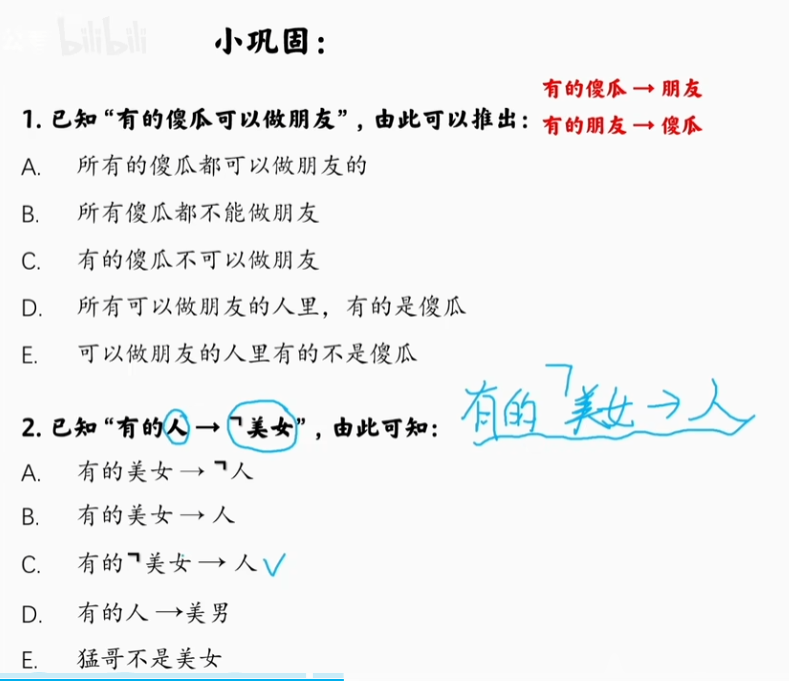 bilibili
小巩固：
有的傻瓜 → 朋友
1. 已知“有的傻瓜可以做朋友”，由此可以推出：
有的朋友 → 傻瓜
A. 所有的傻瓜都可以做朋友的
B. 所有傻瓜都不能做朋友
C. 有的傻瓜不可以做朋友
D. 所有可以做朋友的人里，有的是傻瓜
E. 可以做朋友的人里有的不是傻瓜
有的 ㄱ美女 → 人
2. 已知“有的人 → ㄱ美女”，由此可知：
A. 有的美女 → ㄱ人
B. 有的美女 → 人
C. 有的ㄱ美女 → 人 ✓
D. 有的人 →美男
E. 猛哥不是美女